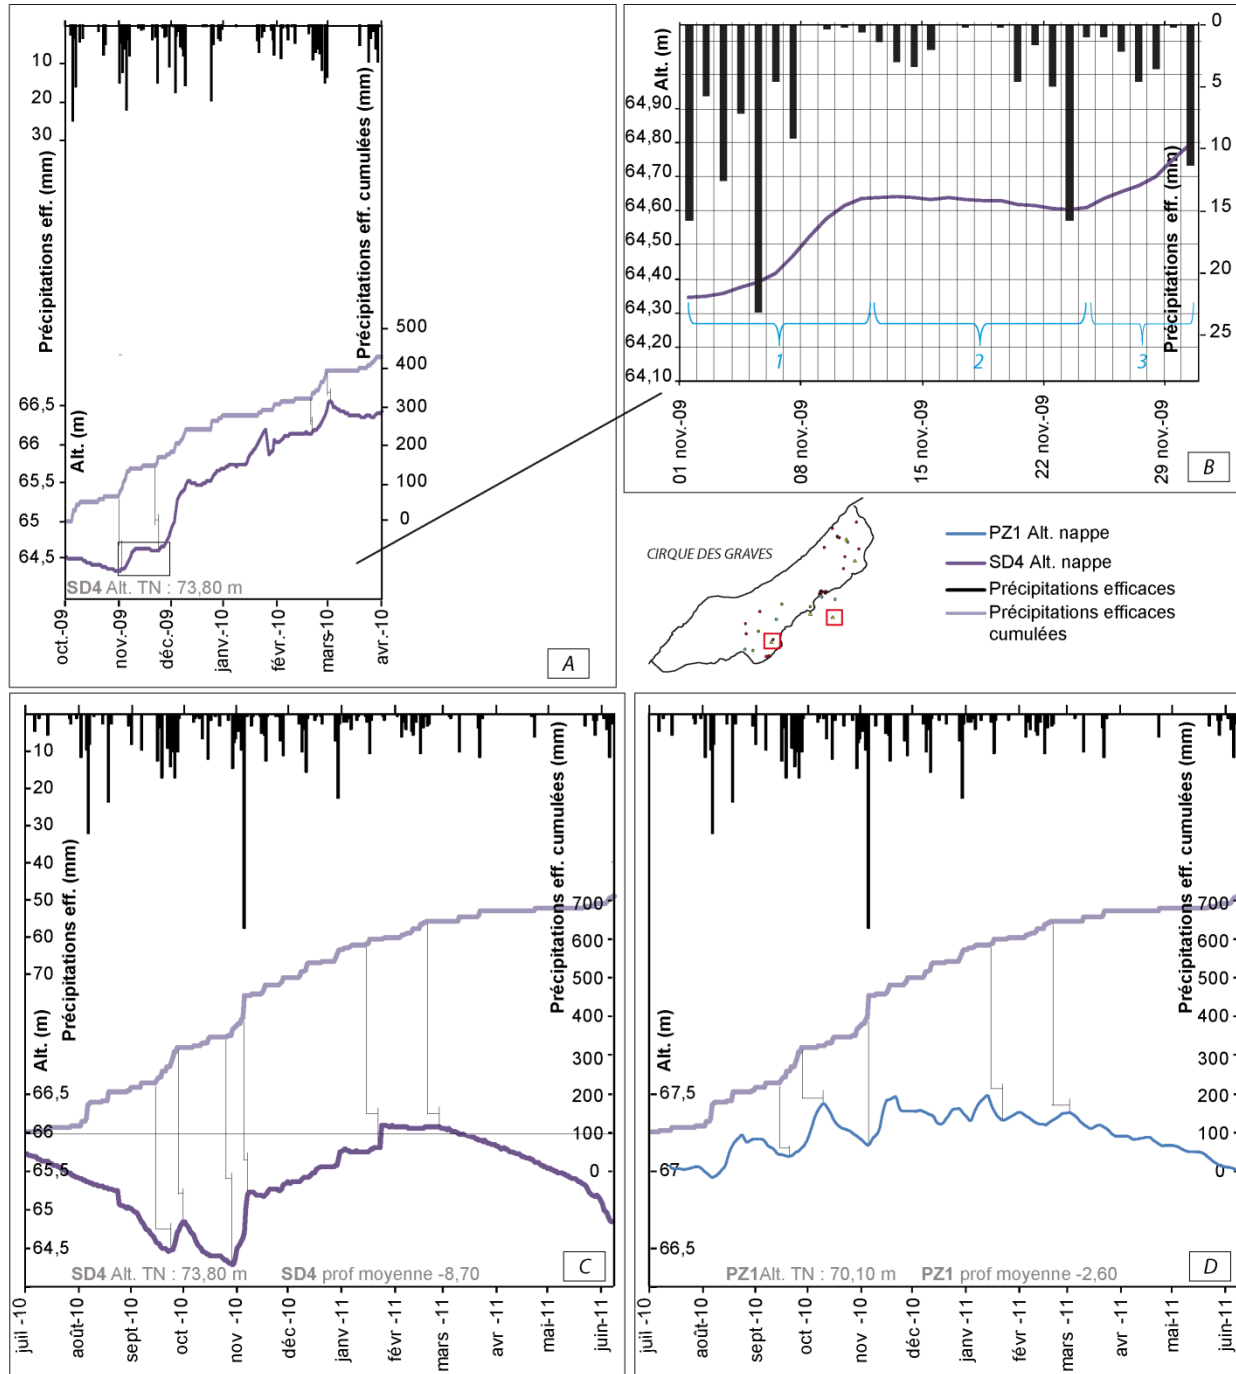 10
20
30
Précipitations eff. (mm)
Précipitations eff. cumulées (mm)
500
400
300
200
100
0
66,5
66
65,5
65
64,5
Alt. (m)
SD4 Alt. TN : 73,80 m
oct.-09
nov.-09
déc.-09
janv.-10
févr.-10
mars-10
avr.-10
A
Alt. (m)
64,90
64,80
64,70
64,60
64,50
64,40
64,30
64,20
64,10
0
5
10
15
20
25
Précipitations eff. (mm)
1
2
3
01 nov.-09
08 nov.-09
15 nov.-09
22 nov.-09
29 nov.-09
B
CIRQUE DES GRAVES
PZ1 Alt. nappe
SD4 Alt. nappe
Précipitations efficaces
Précipitations efficaces
cumulées
10
20
30
40
50
60
70
Précipitations eff. (mm)
Précipitations eff. cumulées (mm)
700
600
500
400
300
200
100
0
Alt. (m)
66,5
66
65,5
65
64,5
SD4 Alt. TN : 73,80 m
SD4 prof moyenne -8,70
C
juil -10
août-10
sept -10
oct -10
nov -10
déc -10
janv -11
févr -11
mars -11
avr -11
mai-11
juin-11
Précipitations eff. cumulées (mm)
700
600
500
400
300
200
100
0
Alt. (m)
67,5
67
66,5
PZ1Alt. TN : 70,10 m
PZ1 prof moyenne -2,60
D
juil -10
août-10
sept -10
oct -10
nov -10
déc -10
janv -11
févr -11
mars -11
avr -11
mai-11
juin-11